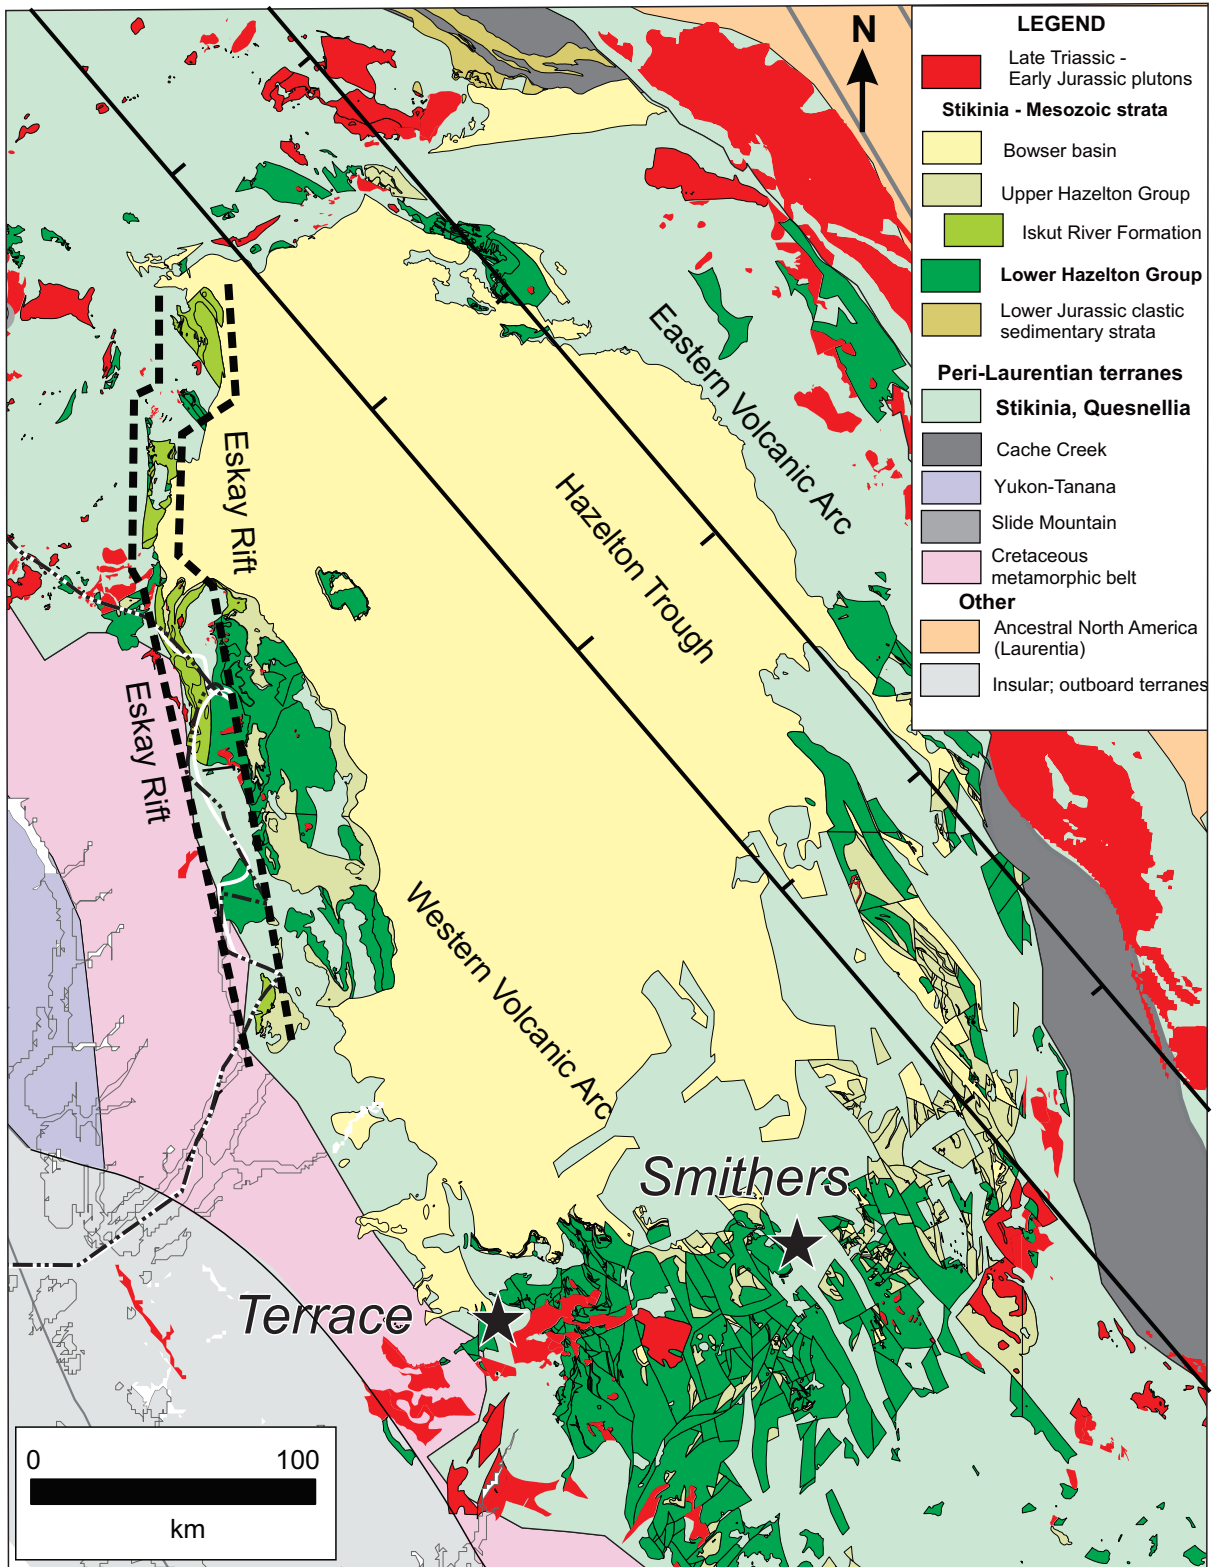 N
LEGEND
Late Triassic -
Early Jurassic plutons
Stikinia - Mesozoic strata
Bowser basin
Upper Hazelton Group
Iskut River Formation
Lower Hazelton Group
Lower Jurassic clastic
sedimentary strata
Peri-Laurentian terranes
Stikinia, Quesnellia
Cache Creek
Yukon-Tanana
Slide Mountain
Cretaceous
metamorphic belt
Other
Ancestral North America
(Laurentia)
Insular; outboard terranes
Eastern Volcanic Arc
Eskay Rift
Hazelton Trough
Eskay Rift
Western Volcanic Arc
Smithers
Terrace
0 100
km